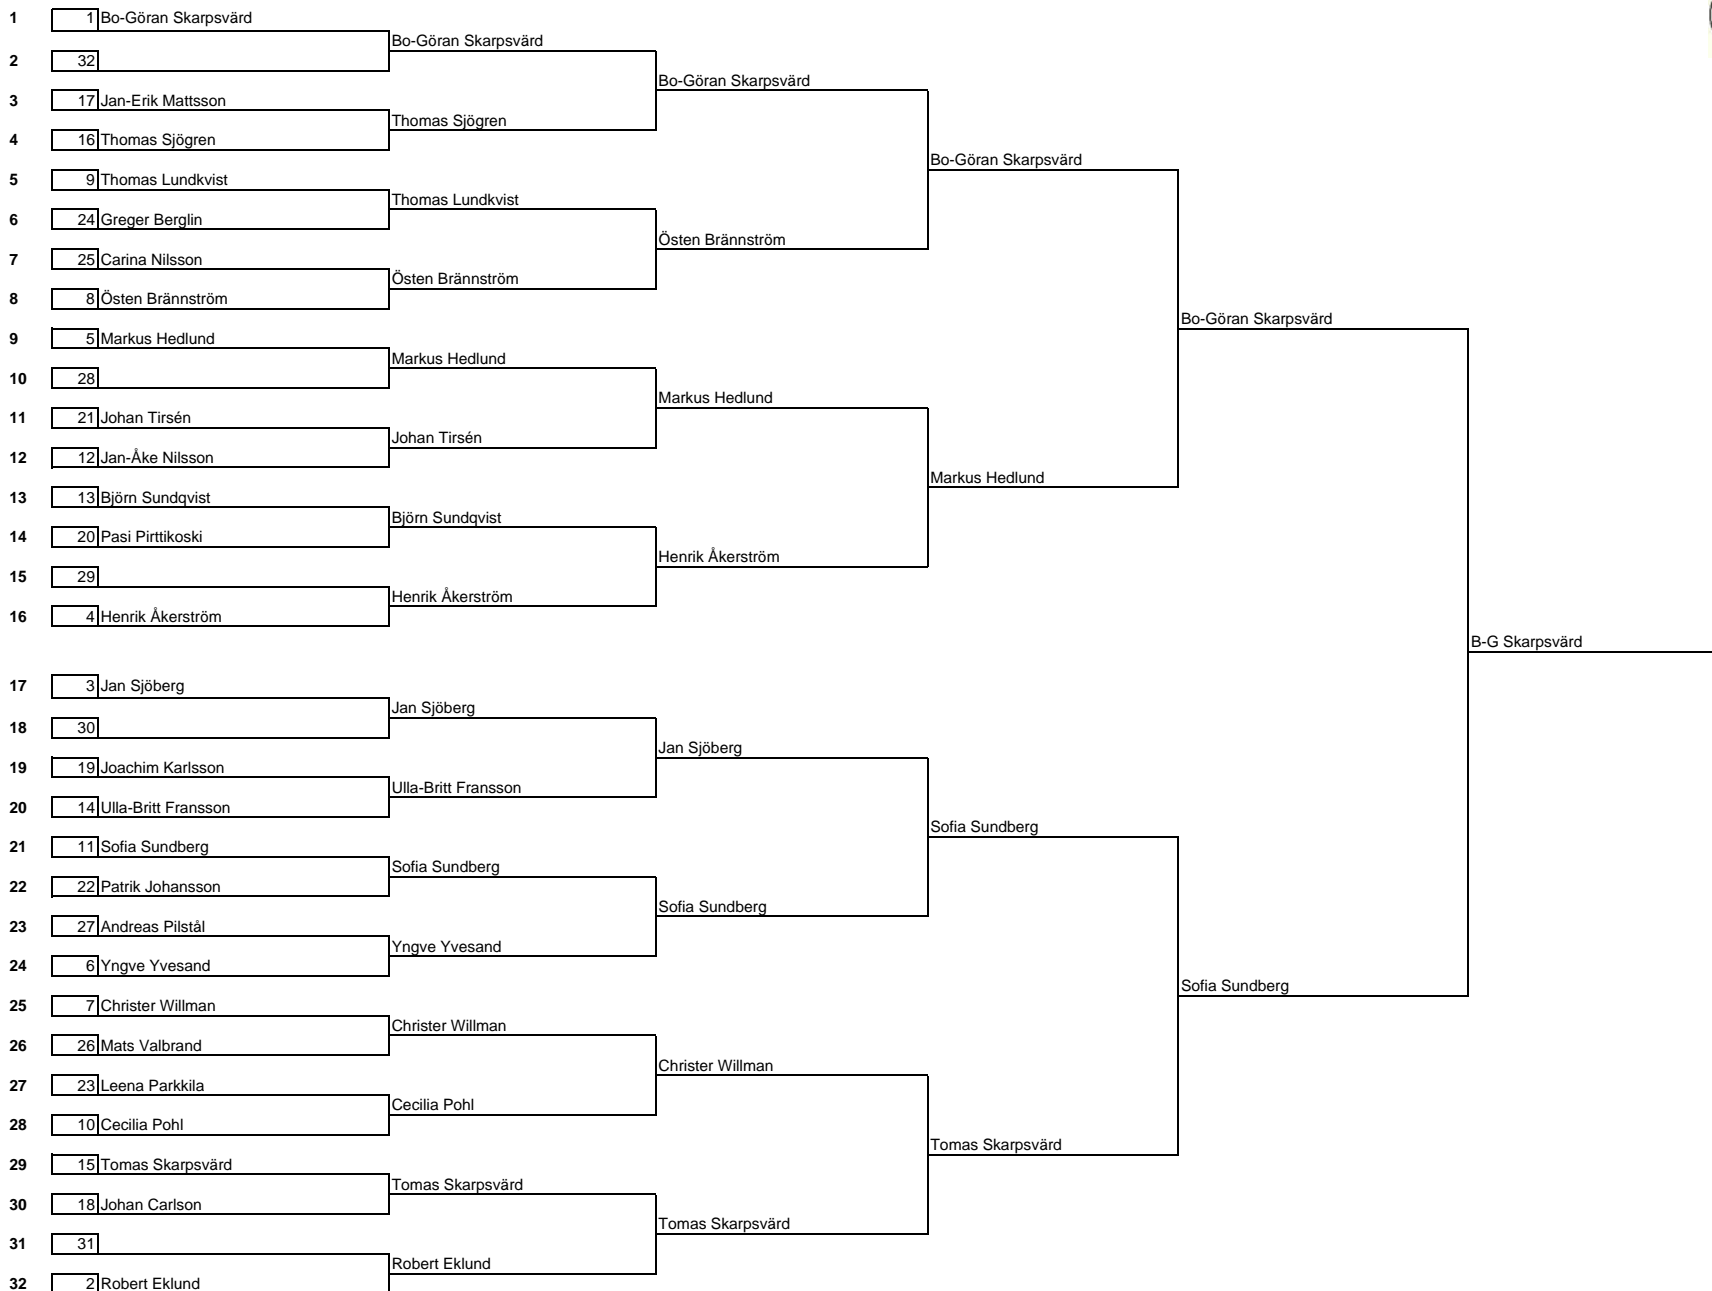 1 1 Bo-Göran Skarpsvärd
Bo-Göran Skarpsvärd
2 32
Bo-Göran Skarpsvärd
3 17 Jan-Erik Mattsson
Thomas Sjögren
4 16 Thomas Sjögren
Bo-Göran Skarpsvärd
5 9 Thomas Lundkvist
Thomas Lundkvist
6 24 Greger Berglin
Östen Brännström
7 25 Carina Nilsson
Östen Brännström
8 8 Östen Brännström
Bo-Göran Skarpsvärd
9 5 Markus Hedlund
Markus Hedlund
10 28
Markus Hedlund
11 21 Johan Tirsén
Johan Tirsén
12 12 Jan-Åke Nilsson
Markus Hedlund
13 13 Björn Sundqvist
Björn Sundqvist
14 20 Pasi Pirttikoski
Henrik Åkerström
15 29
Henrik Åkerström
16 4 Henrik Åkerström
B-G Skarpsvärd
17 3 Jan Sjöberg
Jan Sjöberg
18 30
Jan Sjöberg
19 19 Joachim Karlsson
Ulla-Britt Fransson
20 14 Ulla-Britt Fransson
Sofia Sundberg
21 11 Sofia Sundberg
Sofia Sundberg
22 22 Patrik Johansson
Sofia Sundberg
23 27 Andreas Pilstål
Yngve Yvesand
24 6 Yngve Yvesand
Sofia Sundberg
25 7 Christer Willman
Christer Willman
26 26 Mats Valbrand
Christer Willman
27 23 Leena Parkkila
Cecilia Pohl
28 10 Cecilia Pohl
Tomas Skarpsvärd
29 15 Tomas Skarpsvärd
Tomas Skarpsvärd
30 18 Johan Carlson
Tomas Skarpsvärd
31 31
Robert Eklund
32 2 Robert Eklund